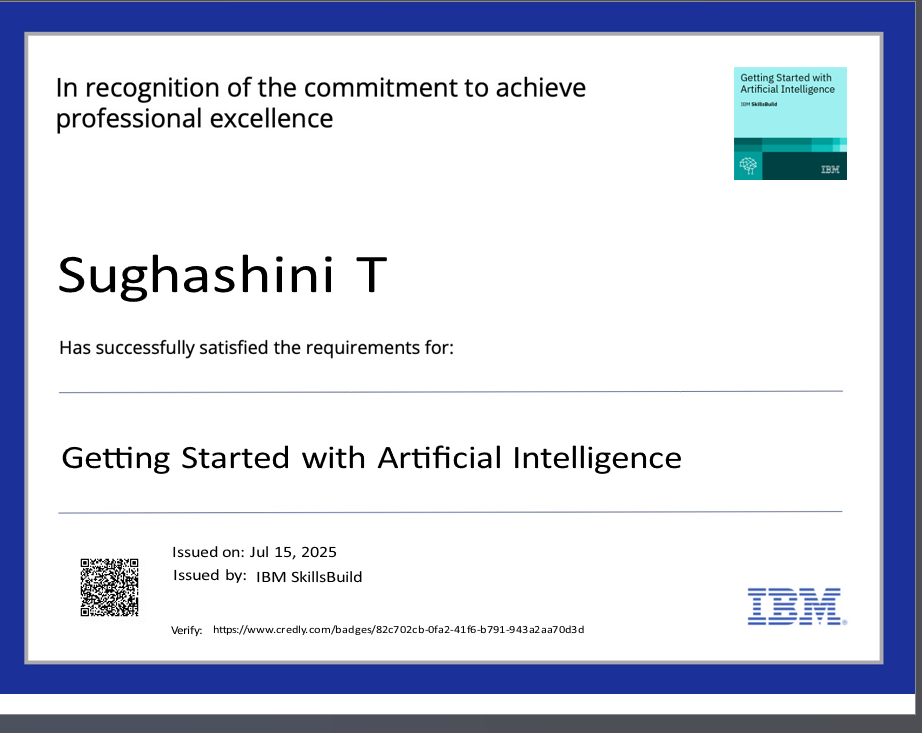 In recognition of the commitment to achieve
professional excellence
Getting Started with
Artificial Intelligence
IBM SkillsBuild
IBM
Sughashini T
Has successfully satisfied the requirements for:
Getting Started with Artificial Intelligence
Issued on: Jul 15, 2025
Issued by: IBM SkillsBuild
Verify: https://www.credly.com/badges/82c702cb-0fa2-41f6-b791-943a2aa70d3d
IBM®